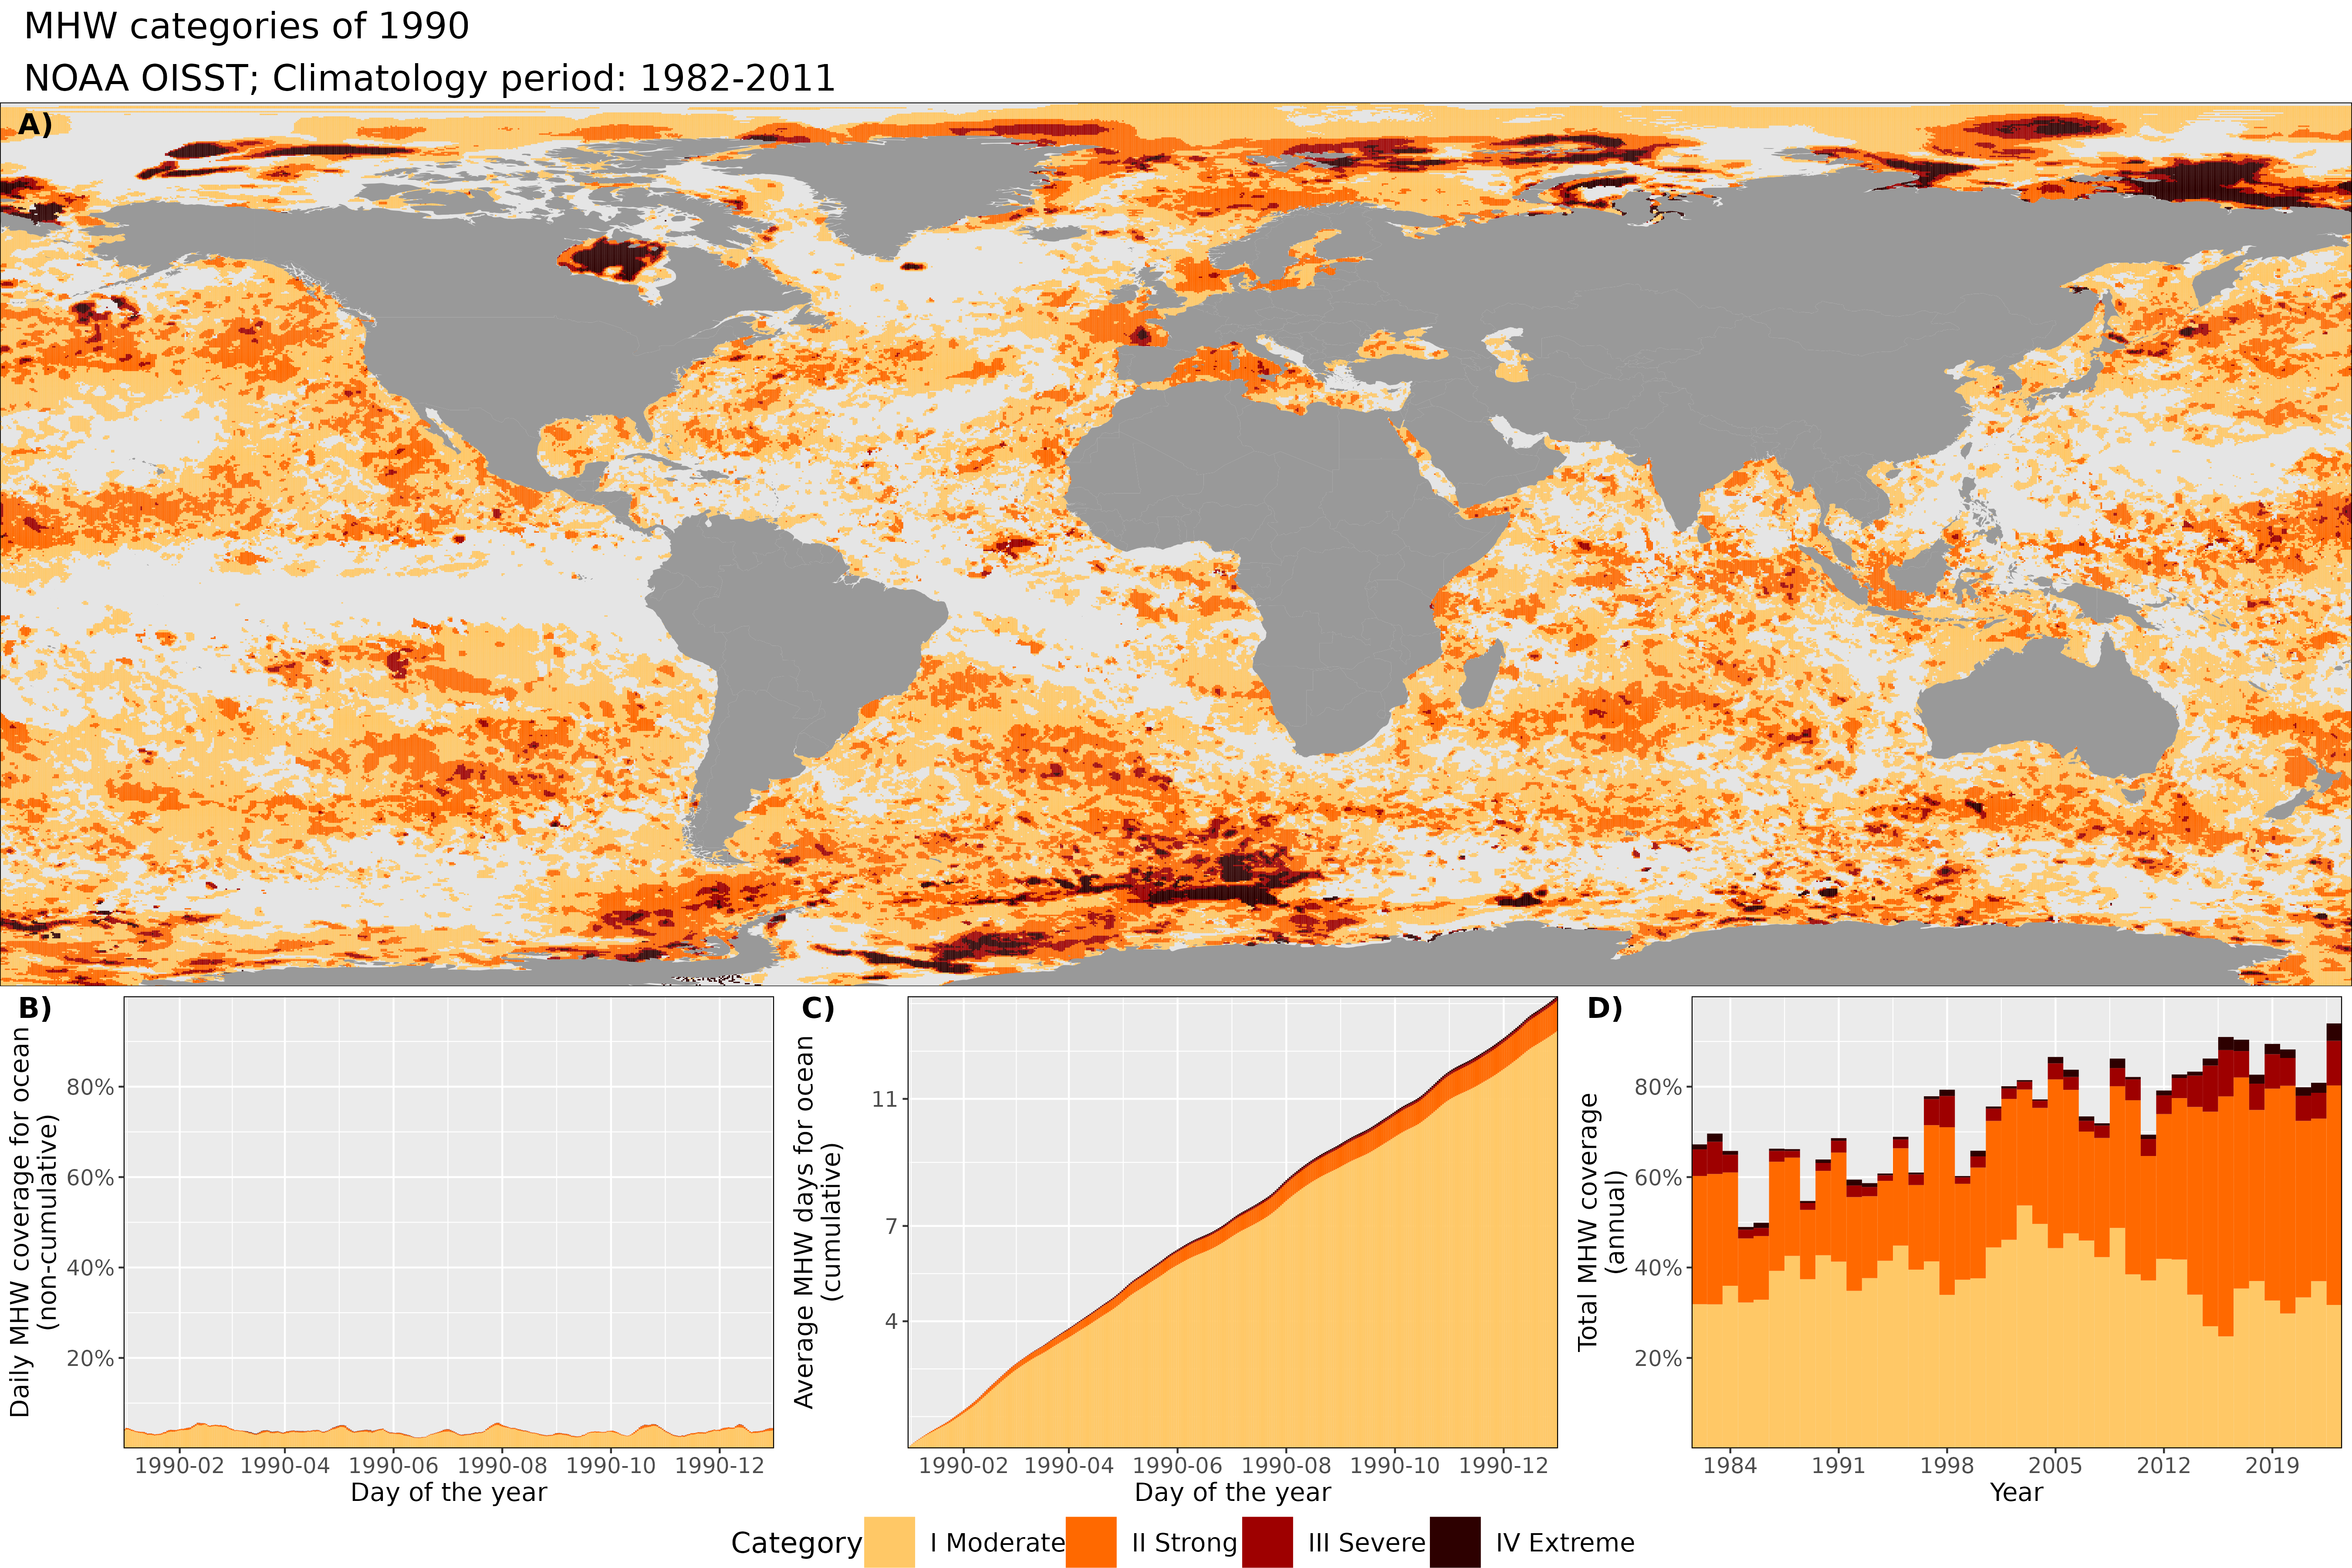 MHW categories of 1990
NOAA OISST; Climatology period: 1982-2011
A)
B)
Daily MHW coverage for ocean
(non-cumulative)
80%
60%
40%
20%
1990-02 1990-04 1990-06 1990-08 1990-10 1990-12
Day of the year
C)
Average MHW days for ocean
(cumulative)
11
7
4
1990-02 1990-04 1990-06 1990-08 1990-10 1990-12
Day of the year
D)
Total MHW coverage
(annual)
80%
60%
40%
20%
1984 1991 1998 2005 2012 2019
Year
Category I Moderate II Strong III Severe IV Extreme